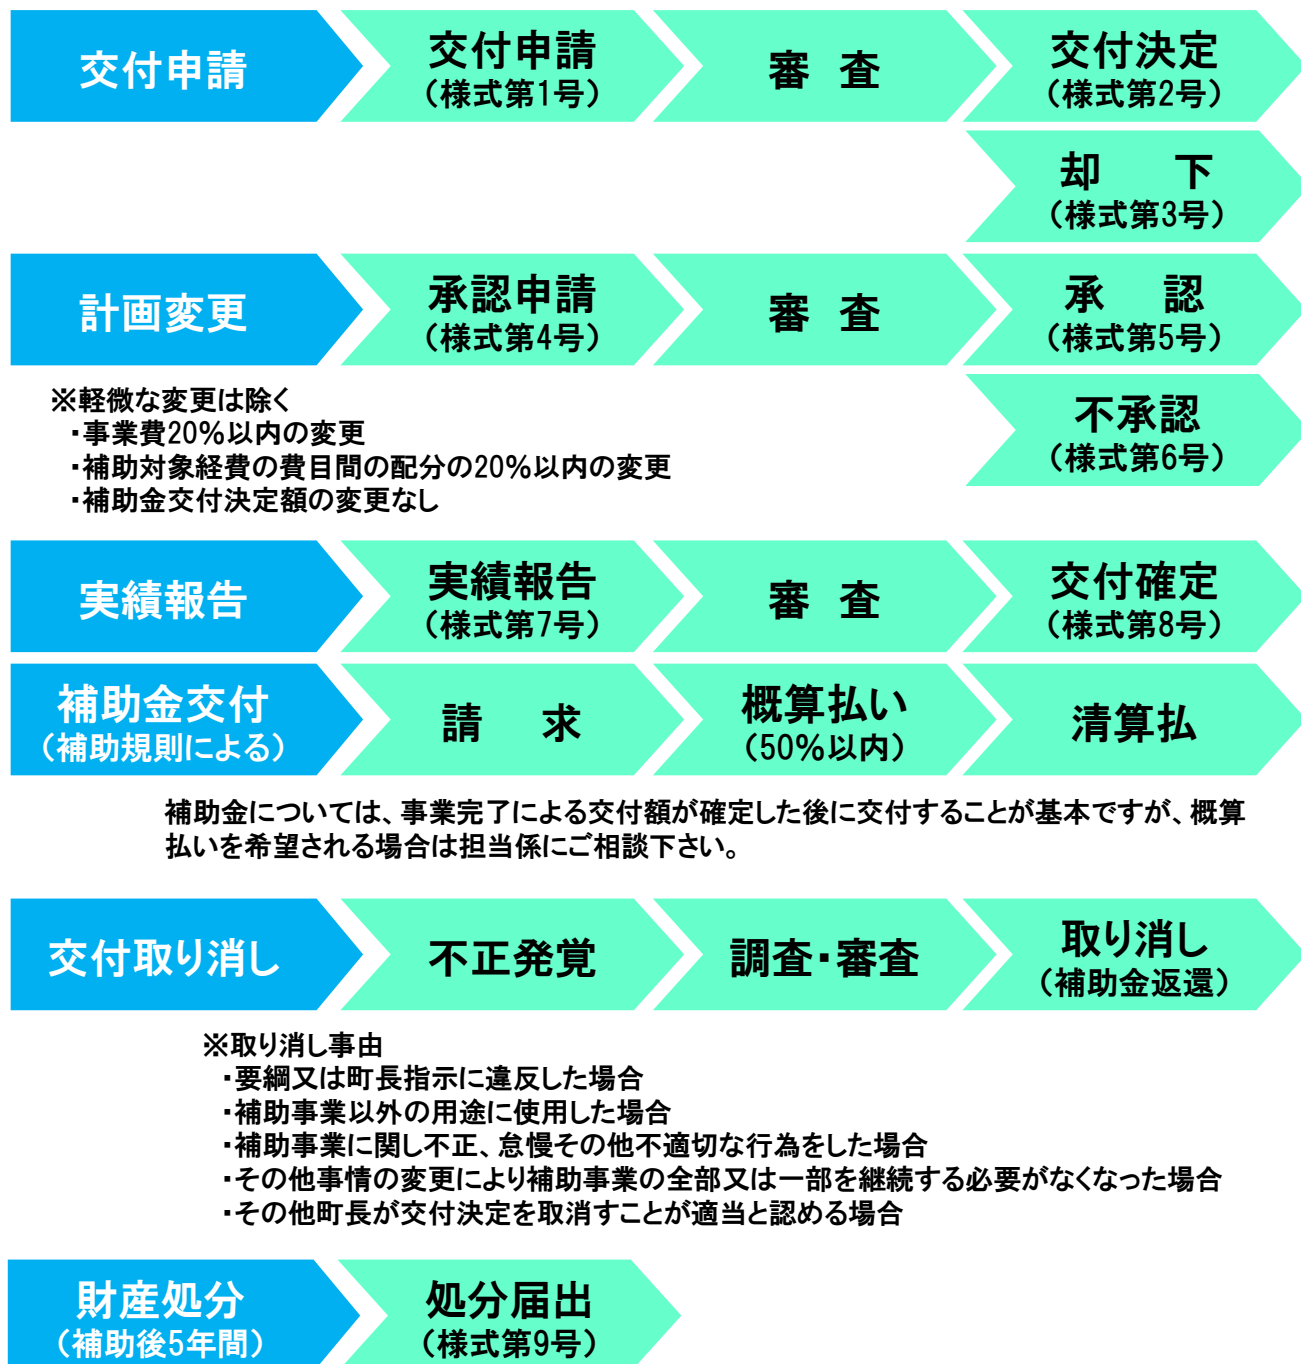 交付申請
交付申請
（様式第1号）
審　査
交付決定
（様式第2号）
却　　下
（様式第3号）
計画変更
承認申請
（様式第4号）
審　査
承　認
（様式第5号）
※軽微な変更は除く
・事業費20％以内の変更
・補助対象経費の費目間の配分の20％以内の変更
・補助金交付決定額の変更なし
不承認
（様式第6号）
実績報告
実績報告
（様式第7号）
審　査
交付確定
（様式第8号）
補助金交付
（補助規則による）
請　　求
概算払い
（50％以内）
清算払
補助金については、事業完了による交付額が確定した後に交付することが基本ですが、概算
払いを希望される場合は担当係にご相談下さい。
交付取り消し
不正発覚
調査・審査
取り消し
（補助金返還）
※取り消し事由
・要綱又は町長指示に違反した場合
・補助事業以外の用途に使用した場合
・補助事業に関し不正、怠慢その他不適切な行為をした場合
・その他事情の変更により補助事業の全部又は一部を継続する必要がなくなった場合
・その他町長が交付決定を取消すことが適当と認める場合
財産処分
（補助後5年間）
処分届出
（様式第9号）